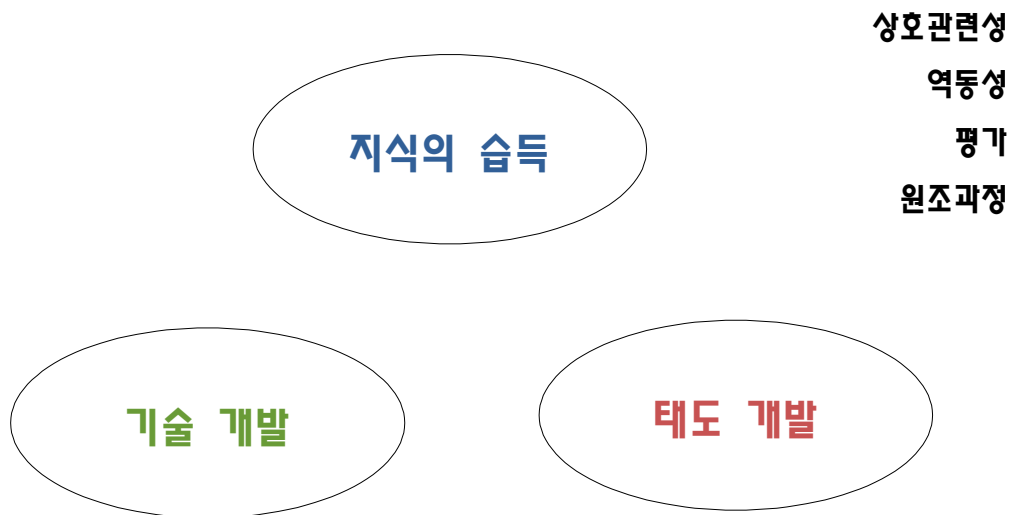 상호관련성
역동성
평가
원조과정
지식의 습득
기술 개발
태도 개발